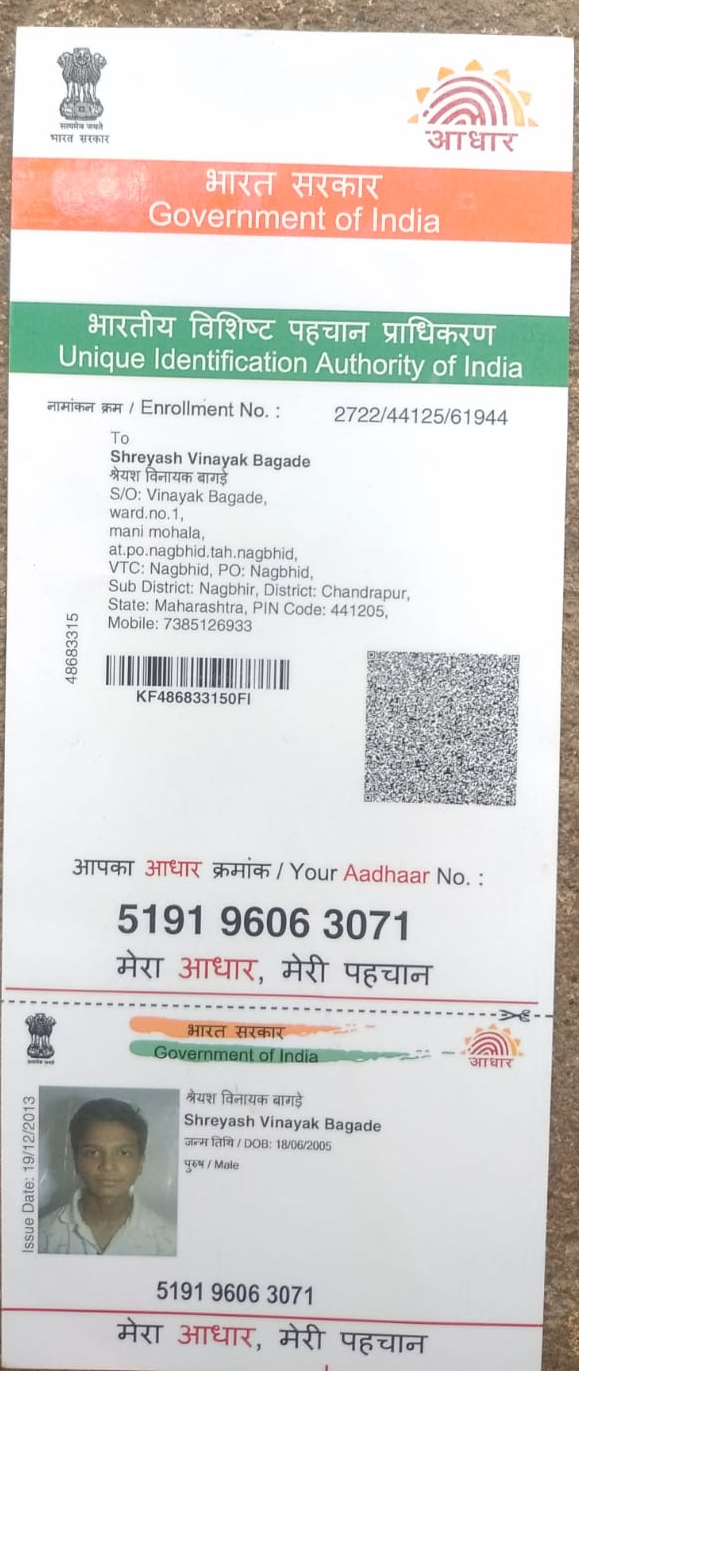 सत्यमेव जयते
भारत सरकार
आधार
भारत सरकार
Government of India
भारतीय विशिष्ट पहचान प्राधिकरण
Unique Identification Authority of India
नामांकन क्रम / Enrollment No. : 2722/44125/61944
To
Shreyash Vinayak Bagade
श्रेयश विनायक बागडे
S/O: Vinayak Bagade,
ward.no.1,
mani mohala,
at.po.nagbhid.tah.nagbhid,
VTC: Nagbhid, PO: Nagbhid,
Sub District: Nagbhir, District: Chandrapur,
State: Maharashtra, PIN Code: 441205,
Mobile: 7385126933
48683315
KF486833150FI
आपका आधार क्रमांक / Your Aadhaar No. :
5191 9606 3071
मेरा आधार, मेरी पहचान
भारत सरकार
Government of India
आधार
श्रेयश विनायक बागडे
Shreyash Vinayak Bagade
जन्म तिथि / DOB: 18/06/2005
पुरुष / Male
Issue Date: 19/12/2013
5191 9606 3071
मेरा आधार, मेरी पहचान